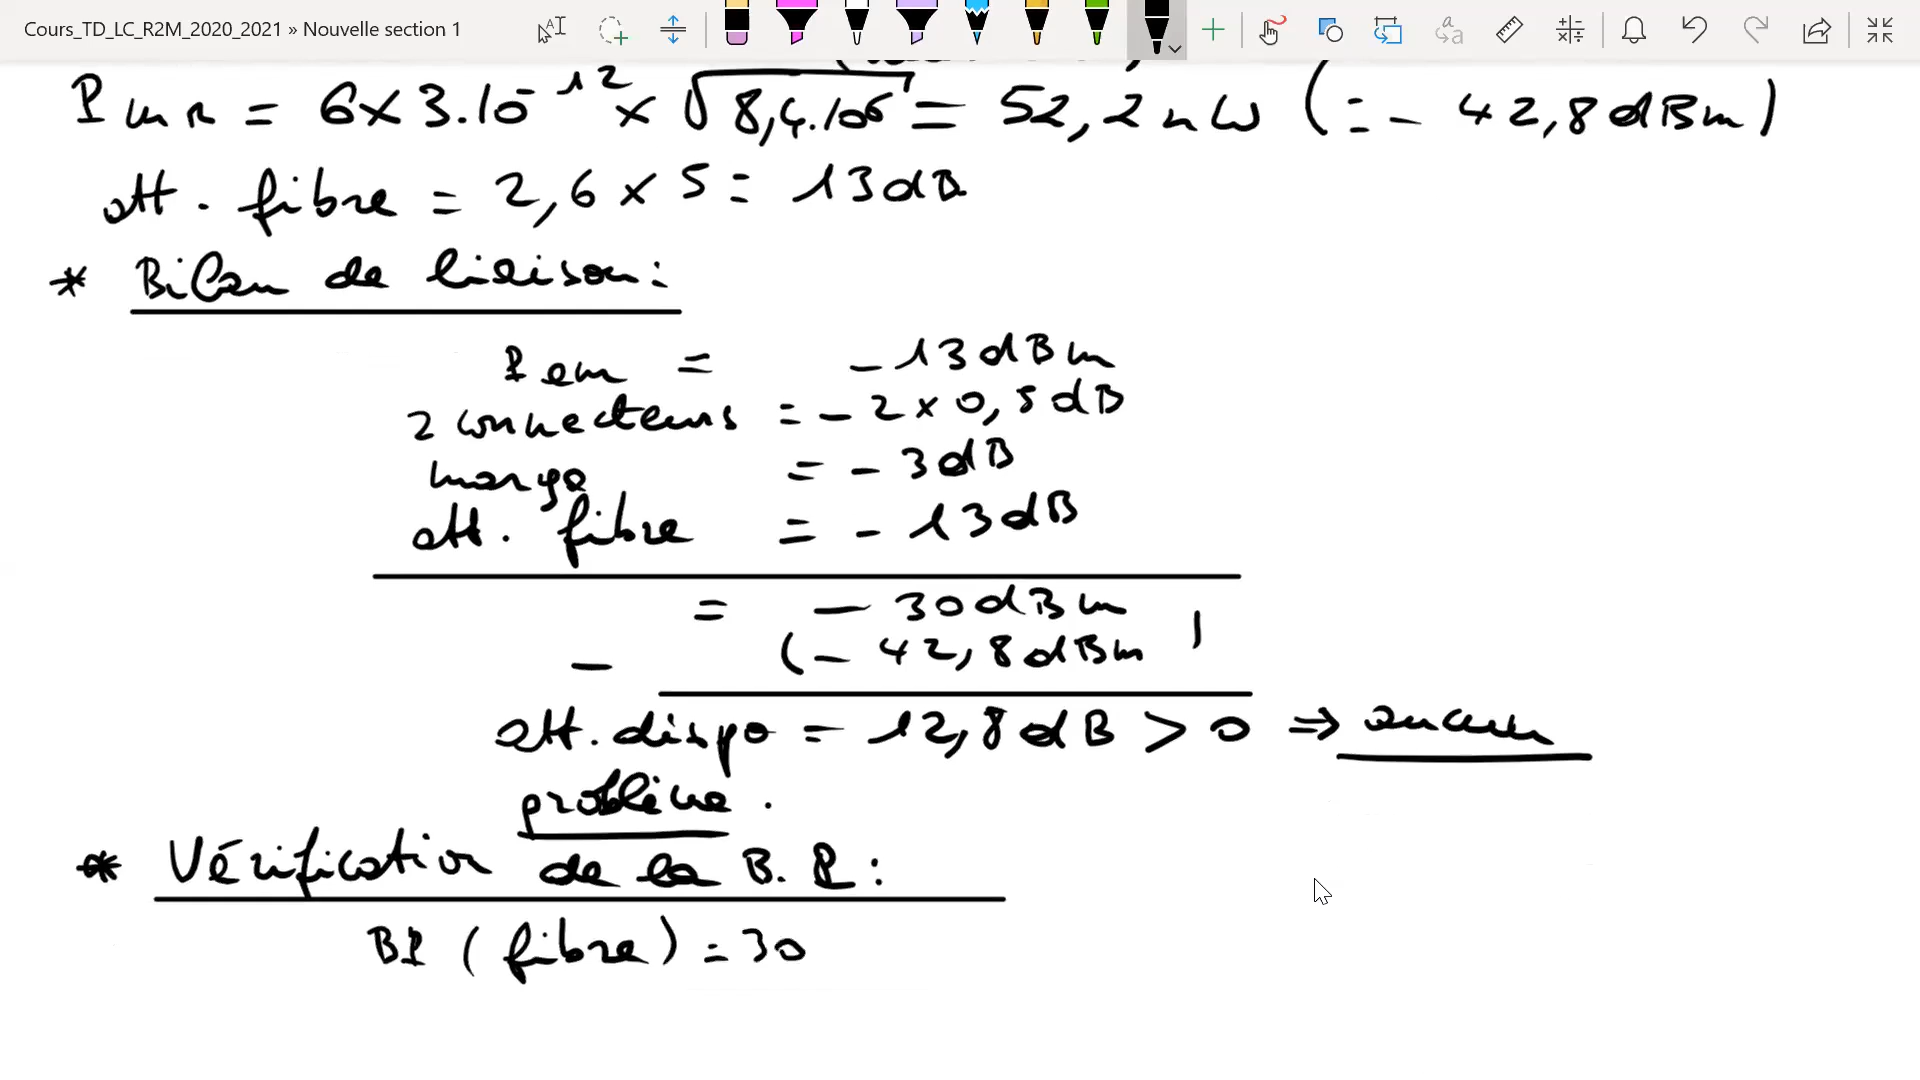 Cours_TD_LC_R2M_2020_2021 » Nouvelle section 1
PmR = 6x3.10^-12 x √8,4.10^6 = 52,2 nW (= - 42,8 dBm)
att. fibre = 2,6 x 5 = 13 dB
* Bilan de liaison :
Pem = - 13 dBm
2 connecteurs = - 2 x 0,5 dB
marge = - 3 dB
att. fibre = - 13 dB
= - 30 dBm
- (- 42,8 dBm )
att. dispo = 12,8 dB > 0 ⇒ aucun
problème .
* Vérification de la B.P. :
BP (fibre) = 30